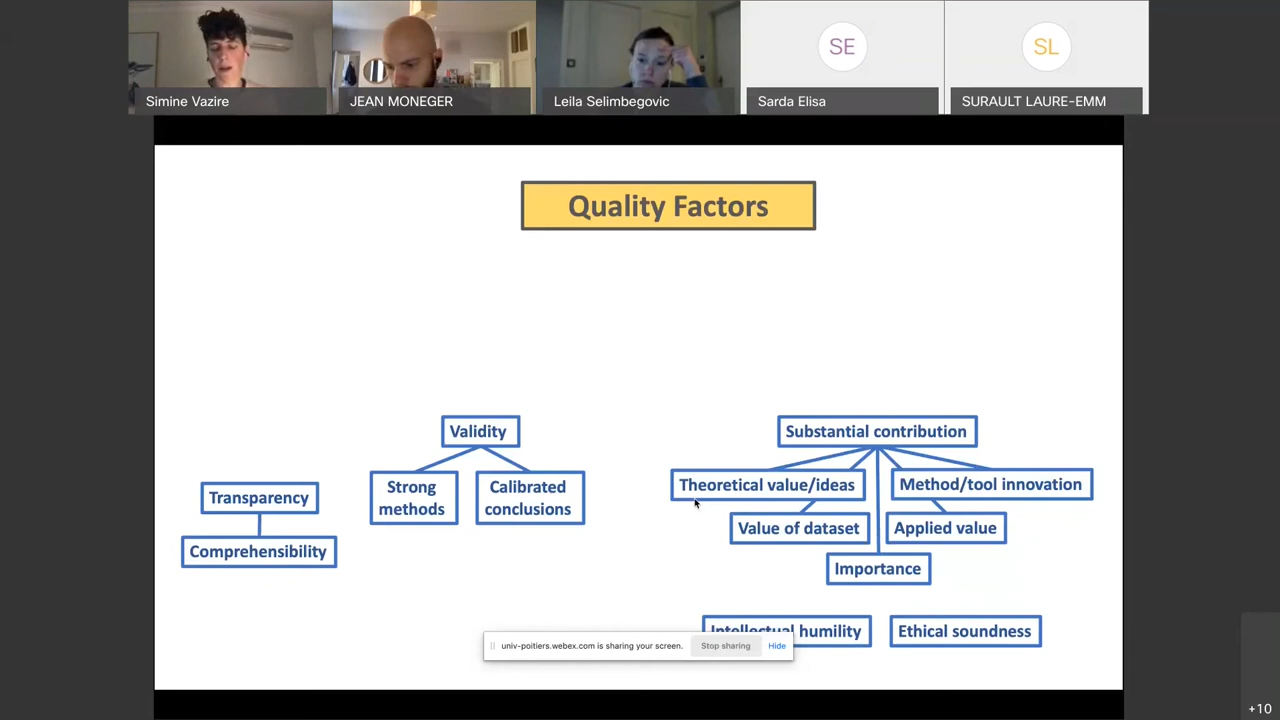 Simine Vazire
JEAN MONEGER
Leila Selimbegovic
SE
Sarda Elisa
SL
SURAULT LAURE-EMM
Quality Factors
Validity
Substantial contribution
Strong
methods
Calibrated
conclusions
Theoretical value/ideas
Method/tool innovation
Transparency
Value of dataset
Applied value
Comprehensibility
Importance
Intellectual humility
Ethical soundness
univ-poitiers.webex.com is sharing your screen.
Stop sharing
Hide
+10